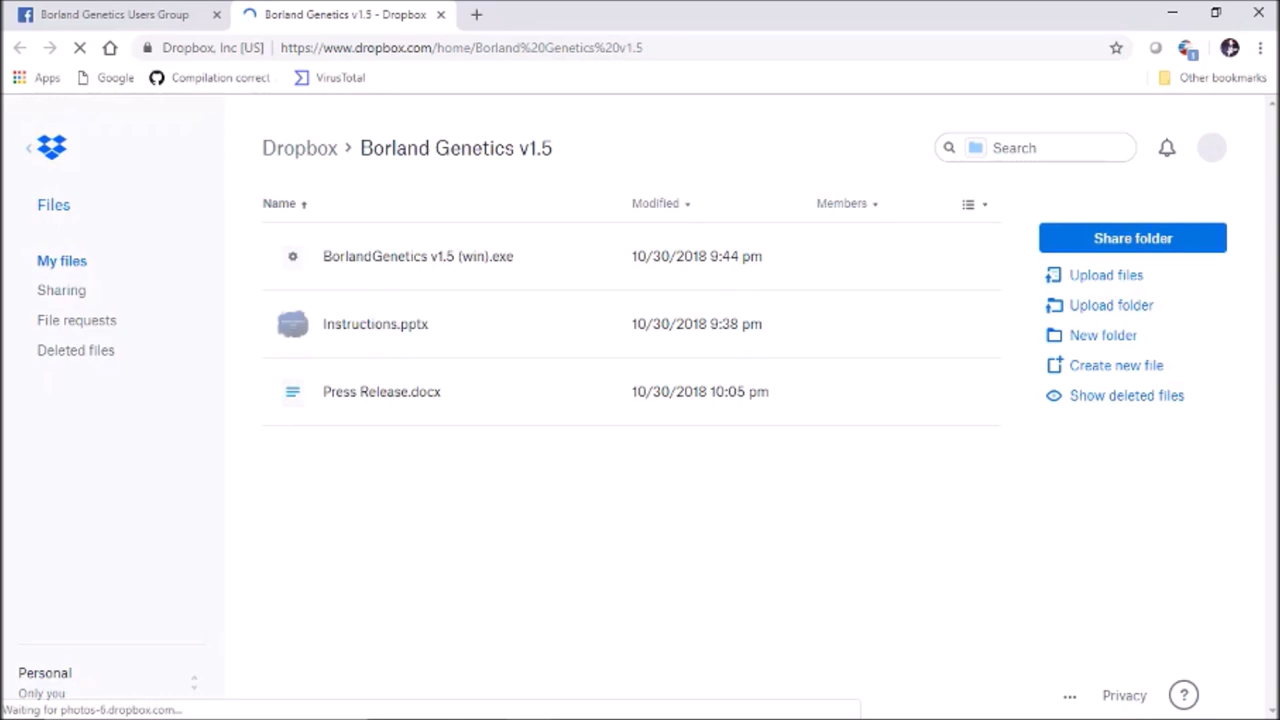 Borland Genetics Users Group
Borland Genetics v1.5 - Dropbox
Dropbox, Inc [US]
https://www.dropbox.com/home/Borland%20Genetics%20v1.5
1
Apps
Google
Compilation correct
VirusTotal
Other bookmarks
Dropbox › Borland Genetics v1.5
Search
Files
Name
Modified
Members
Share folder
My files
BorlandGenetics v1.5 (win).exe
10/30/2018 9:44 pm
Upload files
Sharing
Upload folder
File requests
Instructions.pptx
10/30/2018 9:38 pm
New folder
Deleted files
Create new file
Press Release.docx
10/30/2018 10:05 pm
Show deleted files
Personal
Only you
Privacy
?
Waiting for photos-6.dropbox.com...